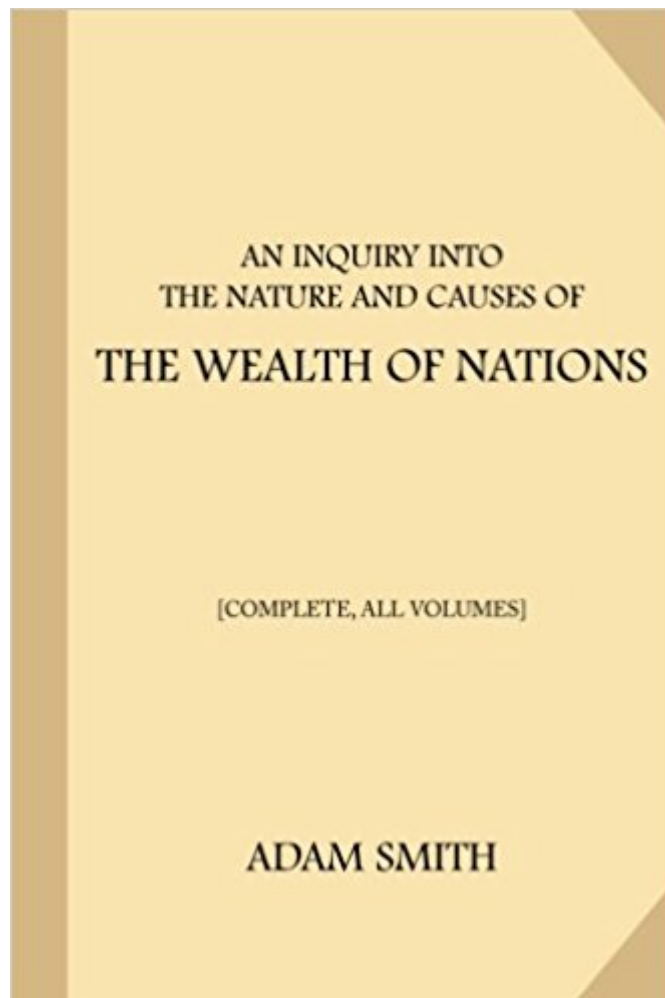 AN INQUIRY INTO
THE NATURE AND CAUSES OF
THE WEALTH OF NATIONS
[COMPLETE, ALL VOLUMES]
ADAM SMITH